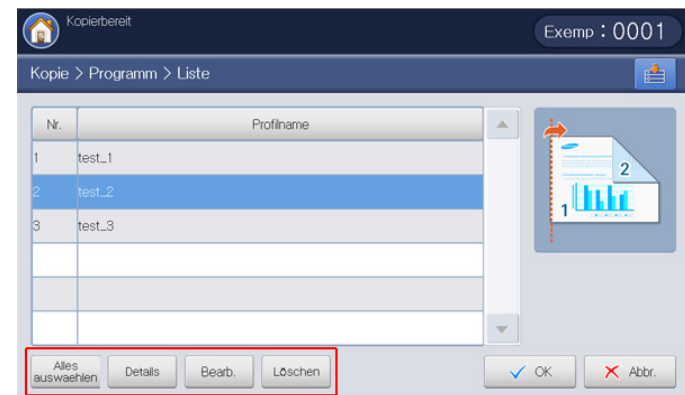 Kopierbereit
Exemp : 0001
Kopie > Programm > Liste
Nr. Profilname
1 test_1
2 test_2
3 test_3
2
1
Alles
auswaehlen
Details
Bearb.
Löschen
OK
Abbr.